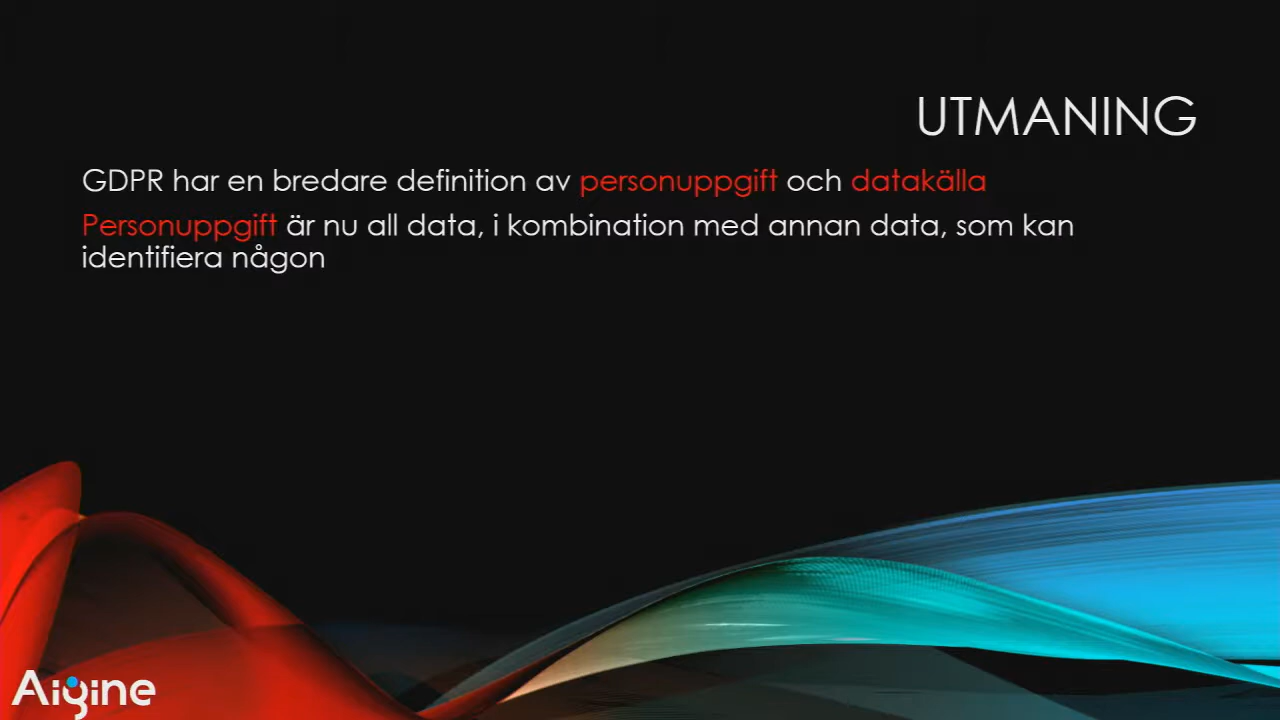 UTMANING
GDPR har en bredare definition av personuppgift och datakälla
Personuppgift är nu all data, i kombination med annan data, som kan
identifiera någon
Aigine